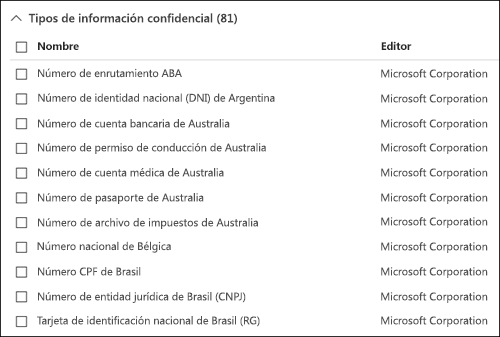 Tipos de información confidencial (81)
Nombre Editor
Número de enrutamiento ABA Microsoft Corporation
Número de identidad nacional (DNI) de Argentina Microsoft Corporation
Número de cuenta bancaria de Australia Microsoft Corporation
Número de permiso de conducción de Australia Microsoft Corporation
Número de cuenta médica de Australia Microsoft Corporation
Número de pasaporte de Australia Microsoft Corporation
Número de archivo de impuestos de Australia Microsoft Corporation
Número nacional de Bélgica Microsoft Corporation
Número CPF de Brasil Microsoft Corporation
Número de entidad jurídica de Brasil (CNPJ) Microsoft Corporation
Tarjeta de identificación nacional de Brasil (RG) Microsoft Corporation